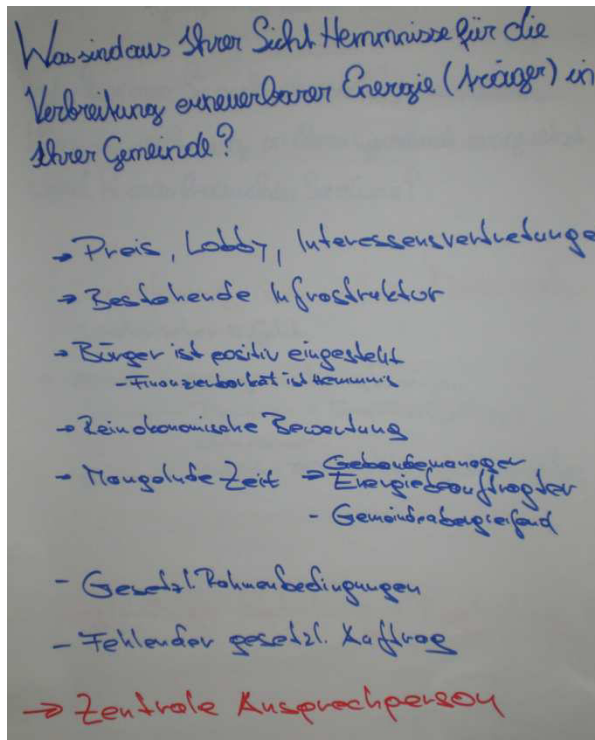 Was sind aus Ihrer Sicht Hemmnisse für die
Verbreitung erneuerbarer Energie (träger) in
Ihrer Gemeinde?
→ Preis, Lobby, Interessensvertretunge
→ Bestehende Infrastruktur
→ Bürger ist positiv eingestellt
- Finanzierbarkeit ist Hemmnis
→ Rein ökonomische Bewertung
- Mangelnde Zeit → Gebäudemanager
Energiebeauftragter
- Gemeindeübergreifend
- Gesetzl. Rahmenbedingungen
- Fehlender gesetzl. Auftrag
→ Zentrale Ansprechperson